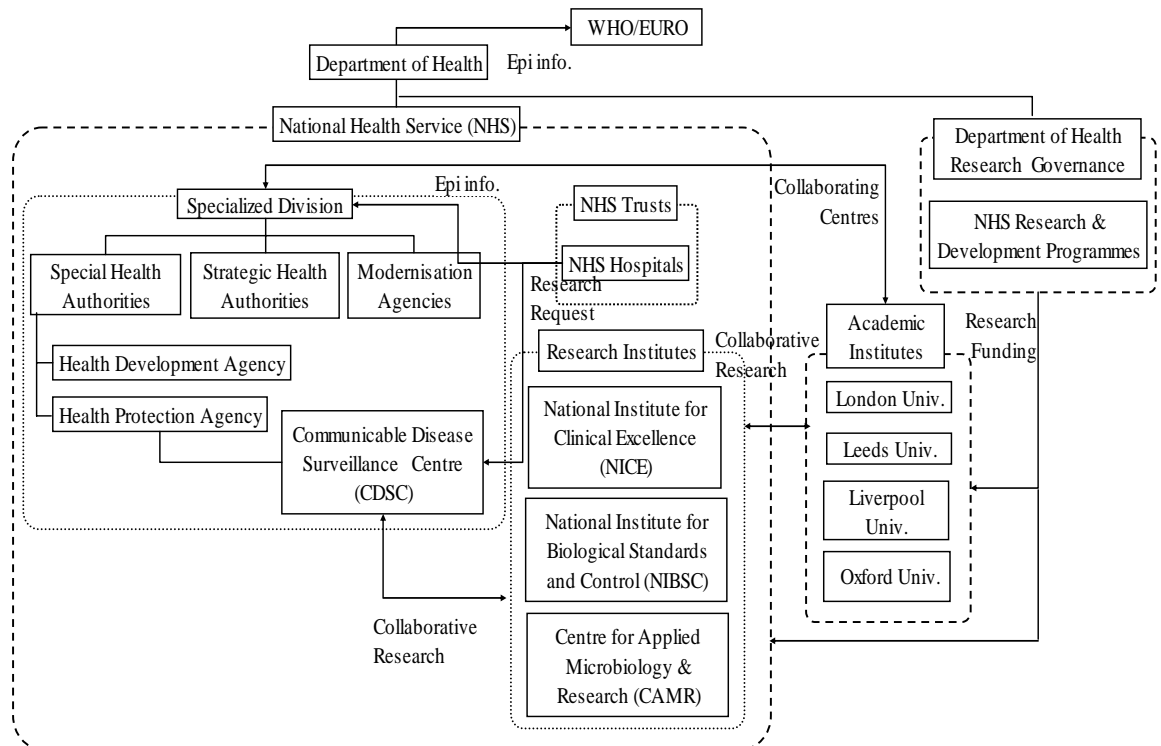 WHO/EURO
Department of Health
Epi info.
National Health Service (NHS)
Department of Health
Research Governance
NHS Research &
Development Programmes
Epi info.
Collaborating
Centres
Specialized Division
NHS Trusts
NHS Hospitals
Special Health
Authorities
Strategic Health
Authorities
Modernisation
Agencies
Research
Request
Research Institutes
Collaborative
Research
Academic
Institutes
Research
Funding
Health Development Agency
Health Protection Agency
Communicable Disease
Surveillance Centre
(CDSC)
National Institute for
Clinical Excellence
(NICE)
London Univ.
Leeds Univ.
Liverpool
Univ.
Oxford Univ.
National Institute for
Biological Standards
and Control (NIBSC)
Collaborative
Research
Centre for Applied
Microbiology &
Research (CAMR)